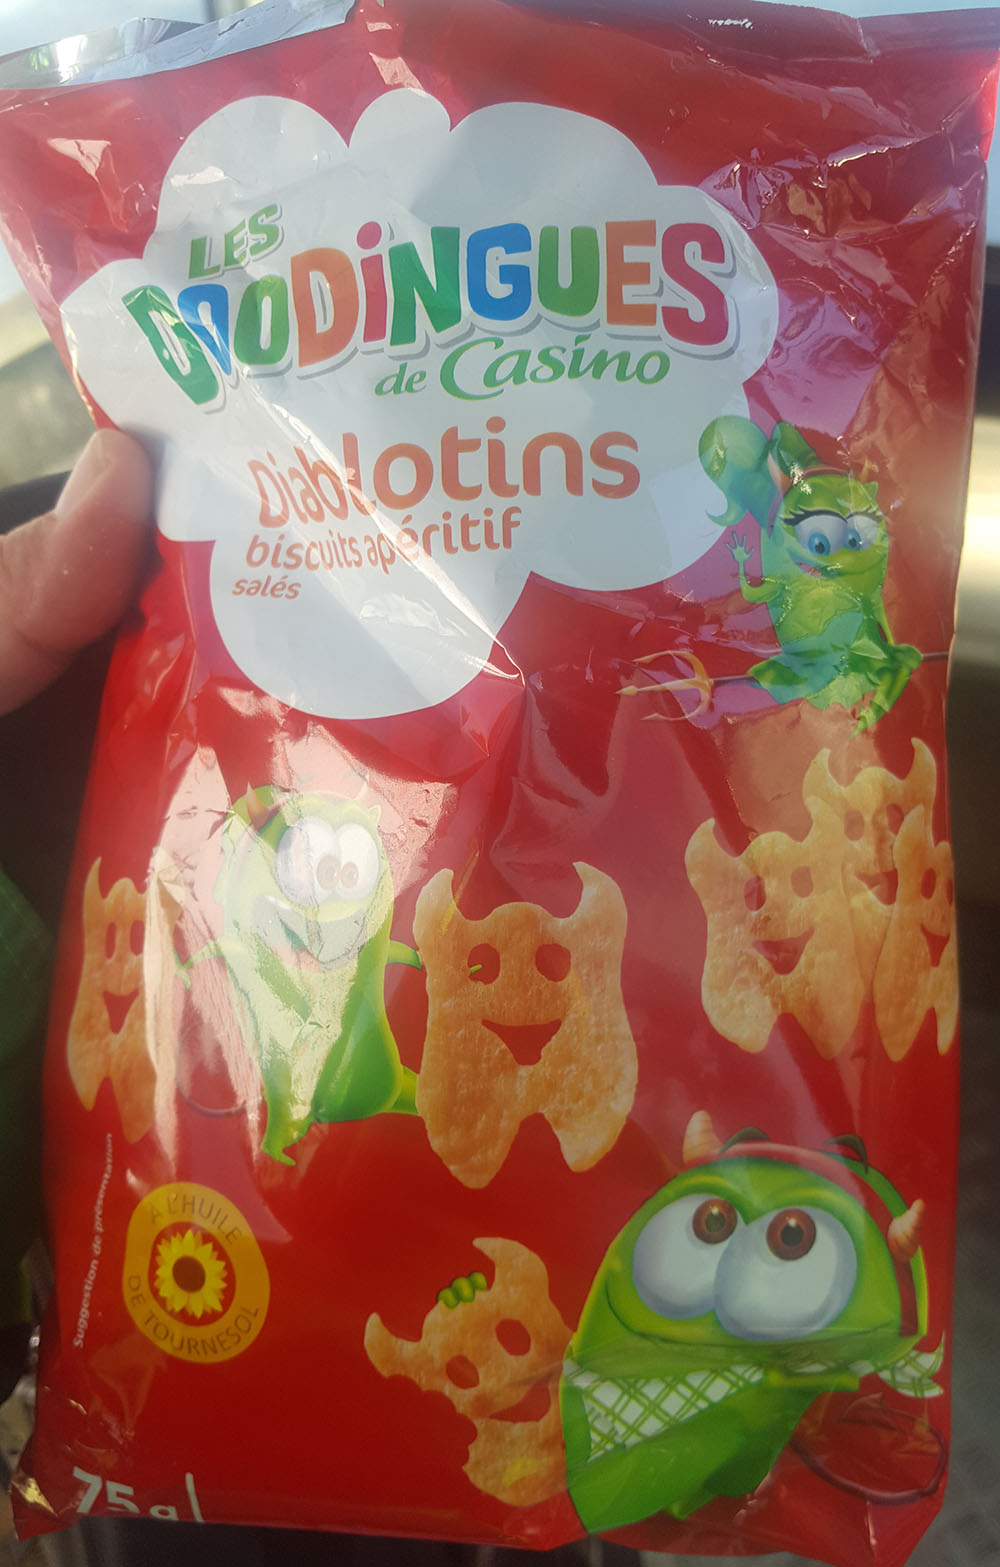 LES
DOODINGUES
de Casino
Diablotins
biscuits apéritif
salés
Suggestion de présentation
À L'HUILE
DE TOURNESOL
75 g